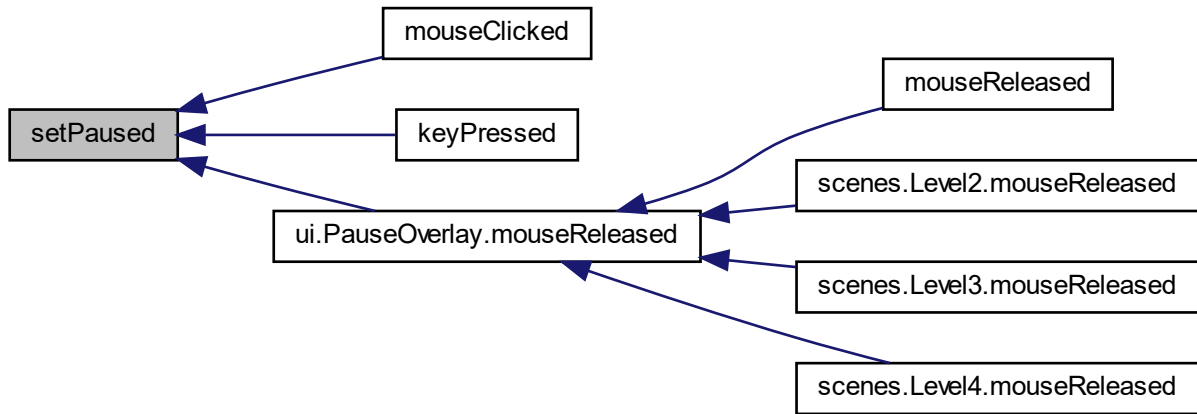 mouseClicked
mouseReleased
setPaused
keyPressed
scenes.Level2.mouseReleased
ui.PauseOverlay.mouseReleased
scenes.Level3.mouseReleased
scenes.Level4.mouseReleased